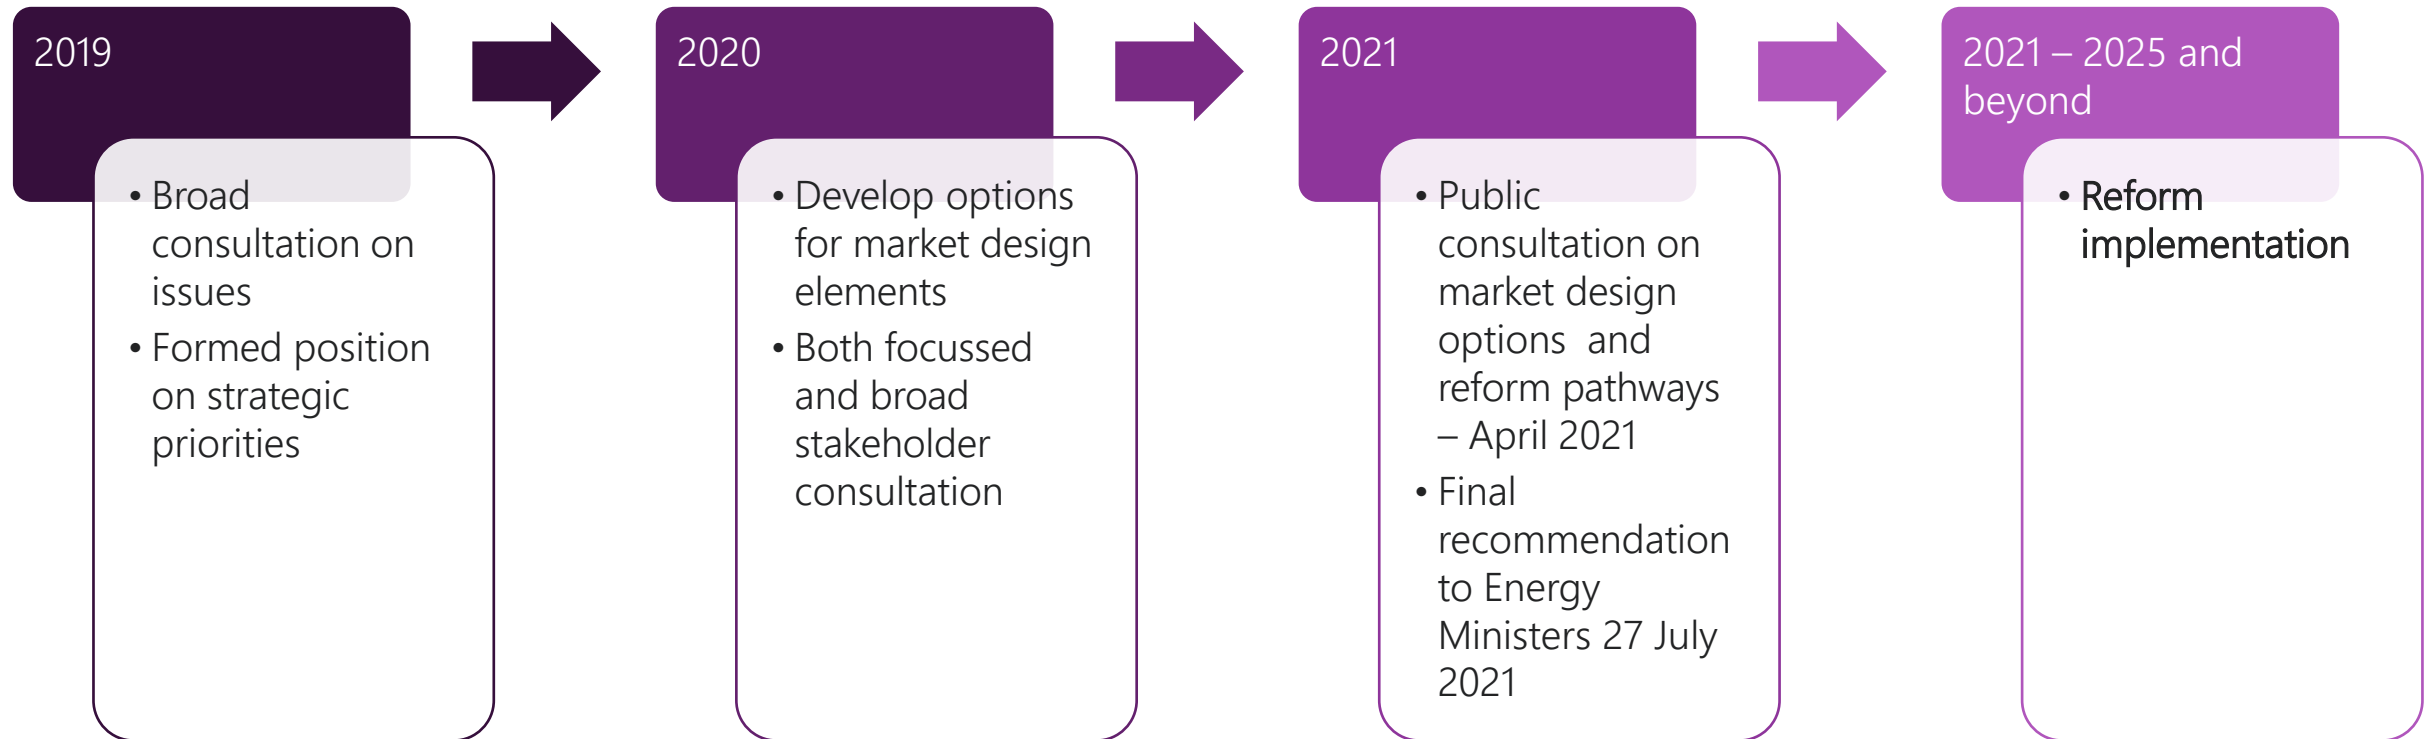 2019
• Broad
consultation on
issues
• Formed position
on strategic
priorities
2020
• Develop options
for market design
elements
• Both focussed
and broad
stakeholder
consultation
2021
• Public
consultation on
market design
options  and
reform pathways
– April 2021
• Final
recommendation
to Energy
Ministers 27 July
2021
2021 – 2025 and
beyond
• Reform
implementation